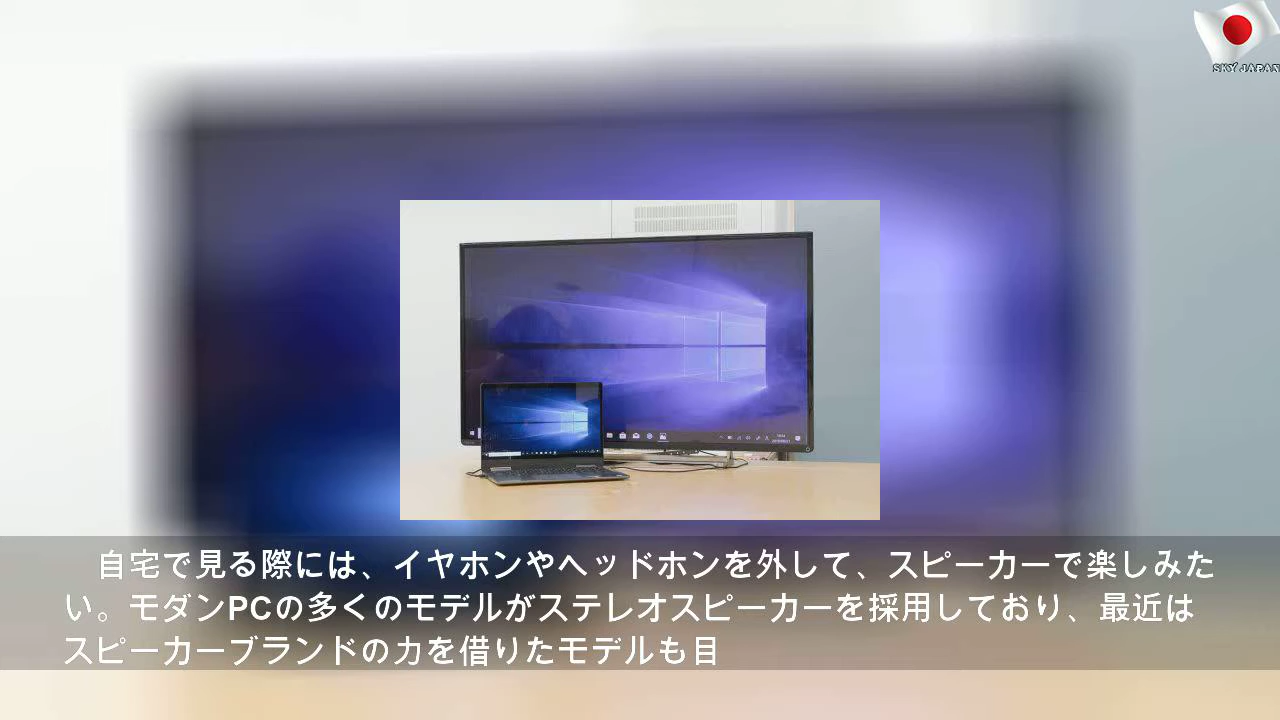 SKY JAPAN
自宅で見る際には、イヤホンやヘッドホンを外して、スピーカーで楽しみた
い。モダンPCの多くのモデルがステレオスピーカーを採用しており、最近は
スピーカーブランドの力を借りたモデルも目